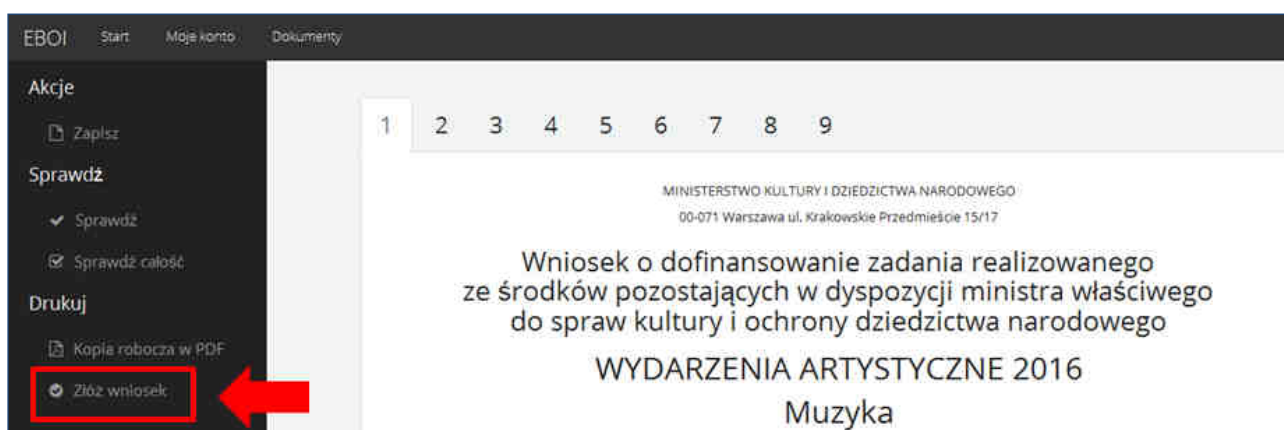 EBOI Start Moje konto Dokumenty
Akcje
Zapisz
Sprawdź
Sprawdź
Sprawdź całość
Drukuj
Kopia robocza w PDF
Złóż wniosek
1 2 3 4 5 6 7 8 9
MINISTERSTWO KULTURY I DZIEDZICTWA NARODOWEGO
00-071 Warszawa ul. Krakowskie Przedmieście 15/17
Wniosek o dofinansowanie zadania realizowanego
ze środków pozostających w dyspozycji ministra właściwego
do spraw kultury i ochrony dziedzictwa narodowego
WYDARZENIA ARTYSTYCZNE 2016
Muzyka